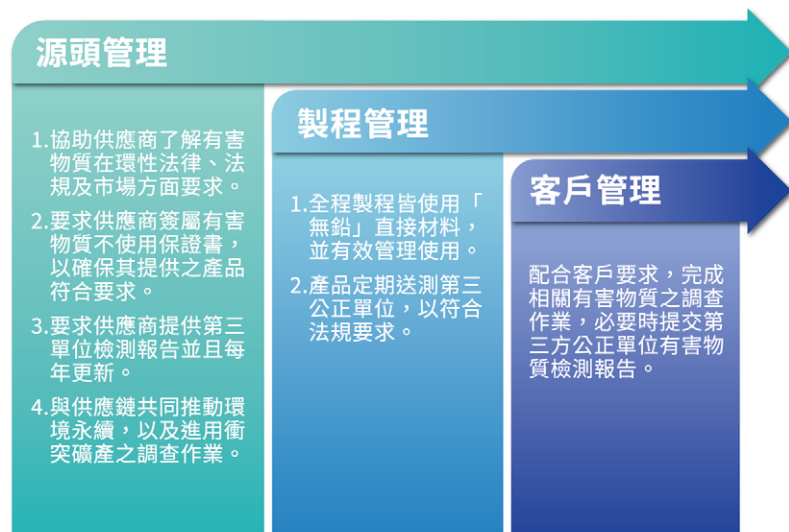 源頭管理
1.協助供應商了解有害
物質在環性法律、法
規及市場方面要求。
2.要求供應商簽屬有害
物質不使用保證書，
以確保其提供之產品
符合要求。
3.要求供應商提供第三
單位檢測報告並且每
年更新。
4.與供應鏈共同推動環
境永續，以及進用衝
突礦產之調查作業。
製程管理
1.全程製程皆使用「
無鉛」直接材料，
並有效管理使用。
2.產品定期送測第三
公正單位，以符合
法規要求。
客戶管理
配合客戶要求，完成
相關有害物質之調查
作業，必要時提交第
三方公正單位有害物
質檢測報告。